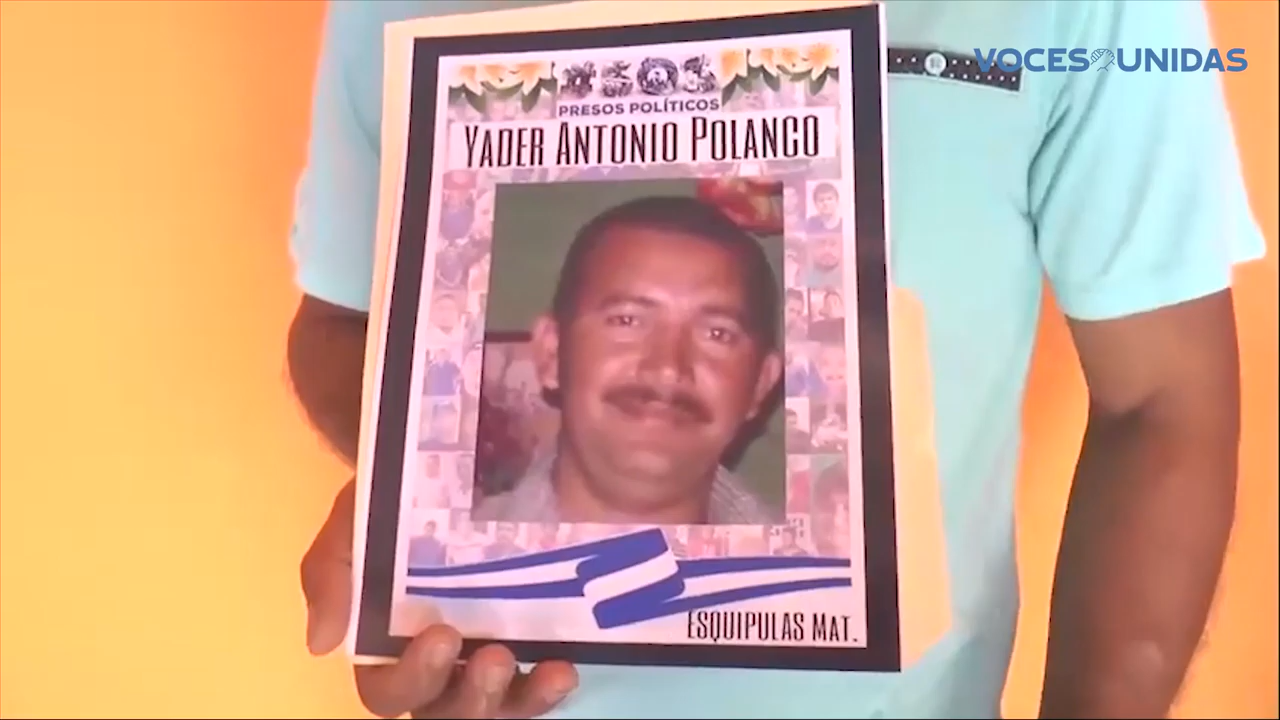 VOCES UNIDAS
#SOS
PRESOS POLÍTICOS
YADER ANTONIO POLANCO
ESQUIPULAS MAT.